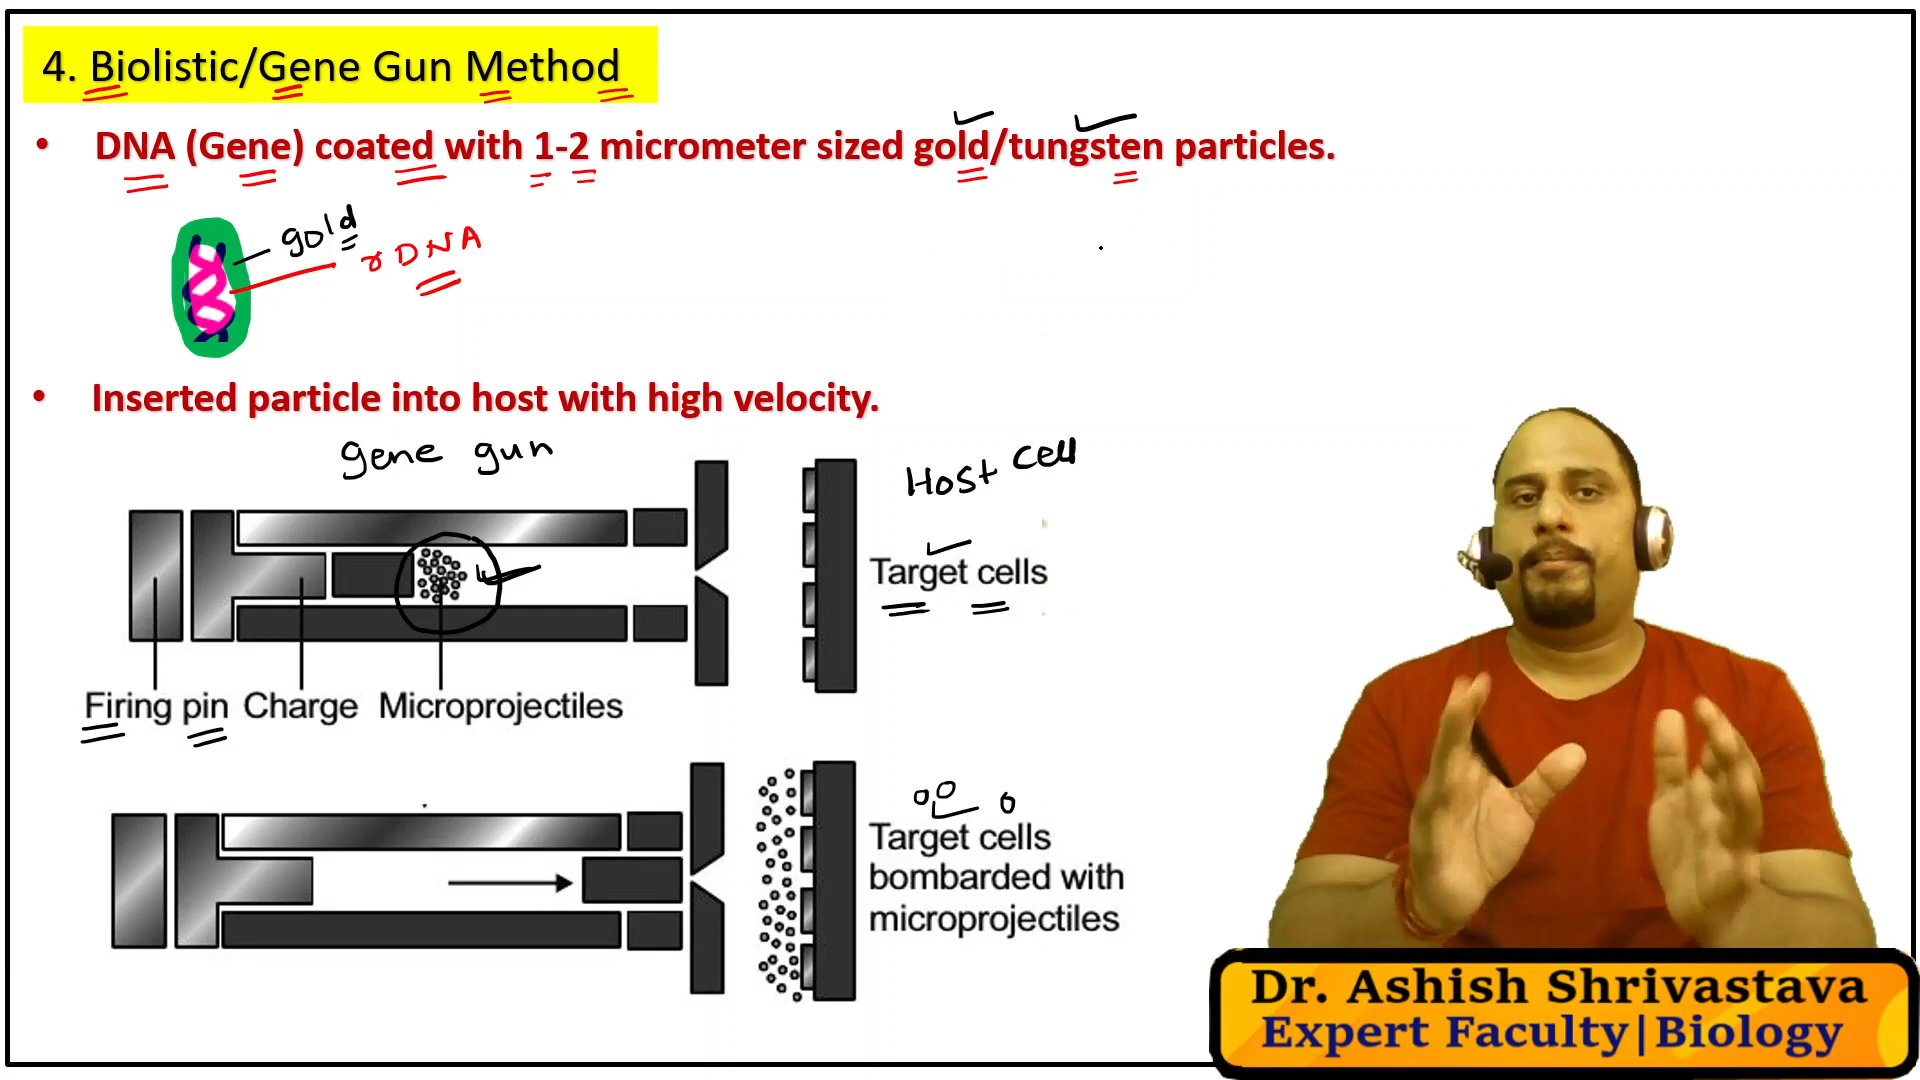 4. Biolistic/Gene Gun Method
• DNA (Gene) coated with 1-2 micrometer sized gold/tungsten particles.
gold
rDNA
• Inserted particle into host with high velocity.
gene gun
Host cell
Target cells
Firing pin Charge Microprojectiles
Target cells
bombarded with
microprojectiles
Dr. Ashish Shrivastava
Expert Faculty|Biology